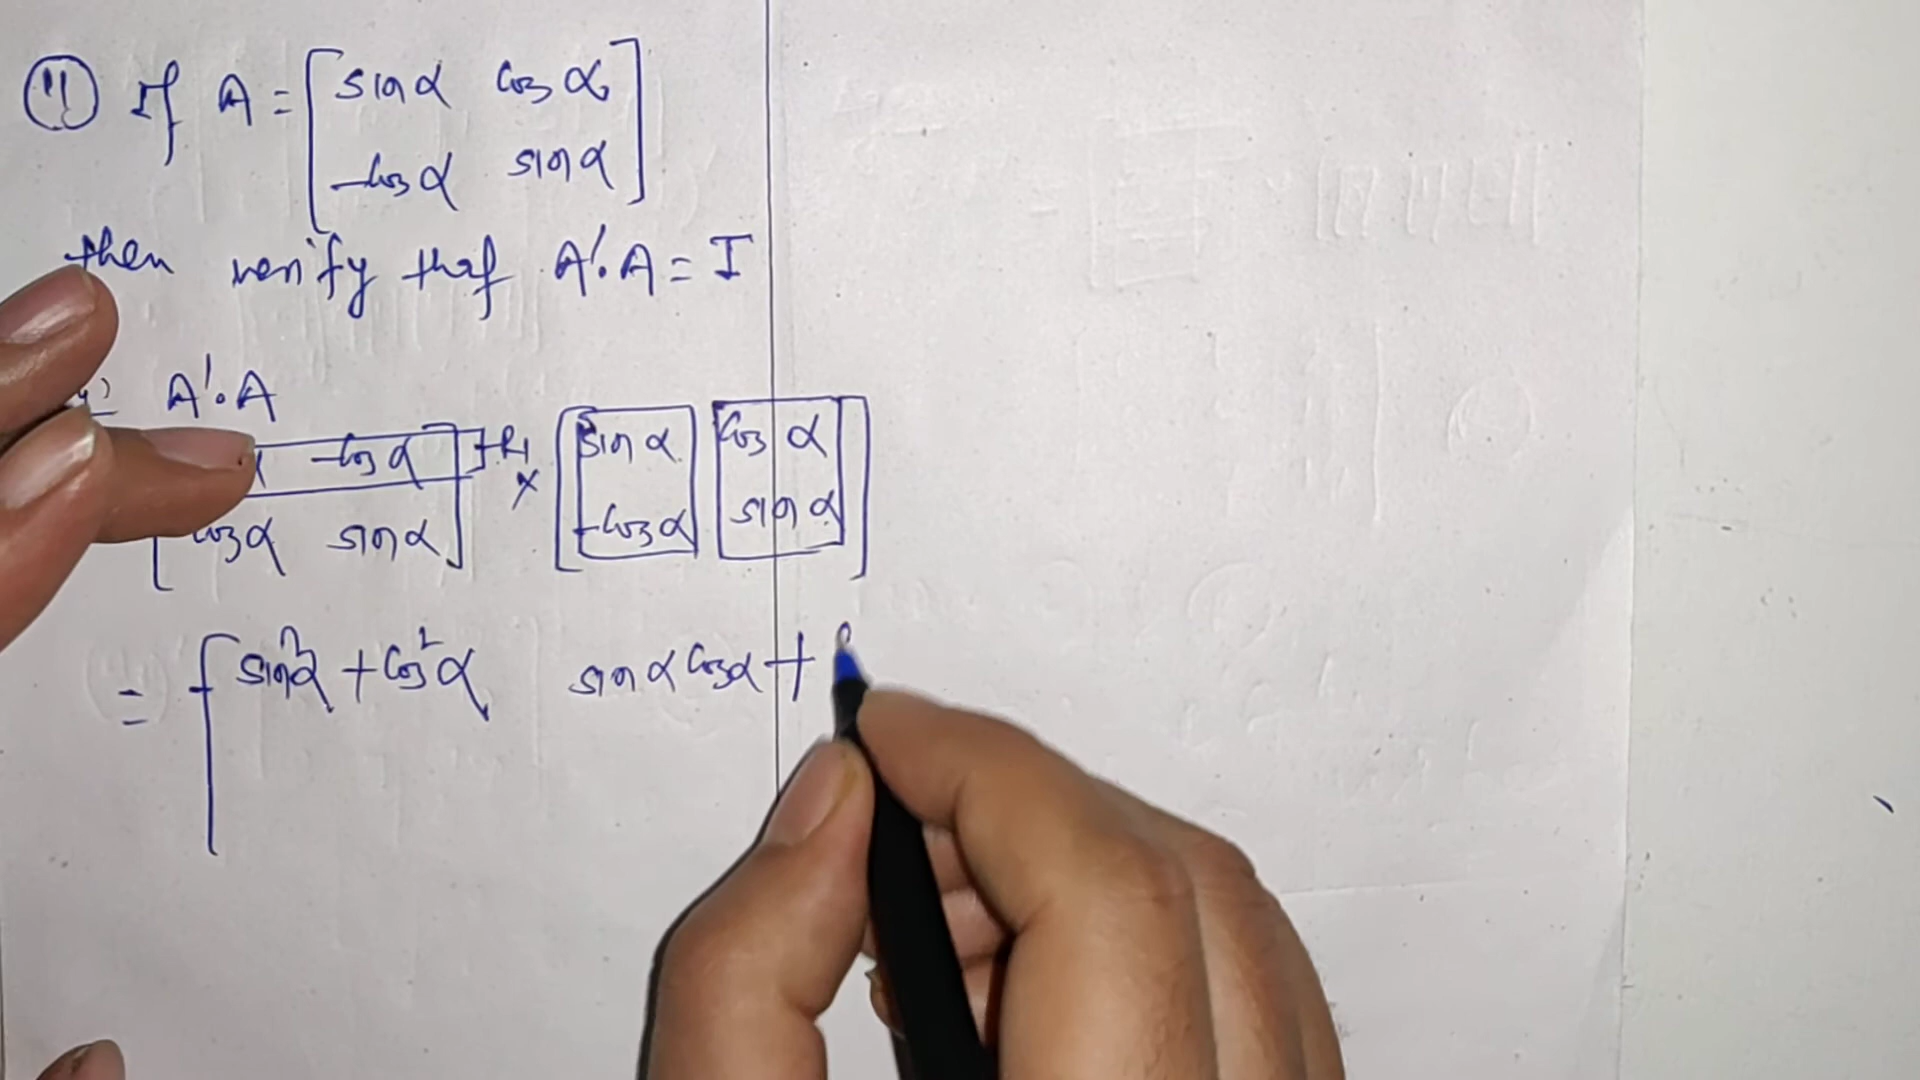 11 If A = [ sin α cos α
-cos α sin α ]
then verify that A'. A = I
A'. A
-cos α ] → R1 × [ sin α cos α
cos α sin α ] -cos α sin α ]
= [ sin²α + cos²α sin α cos α +